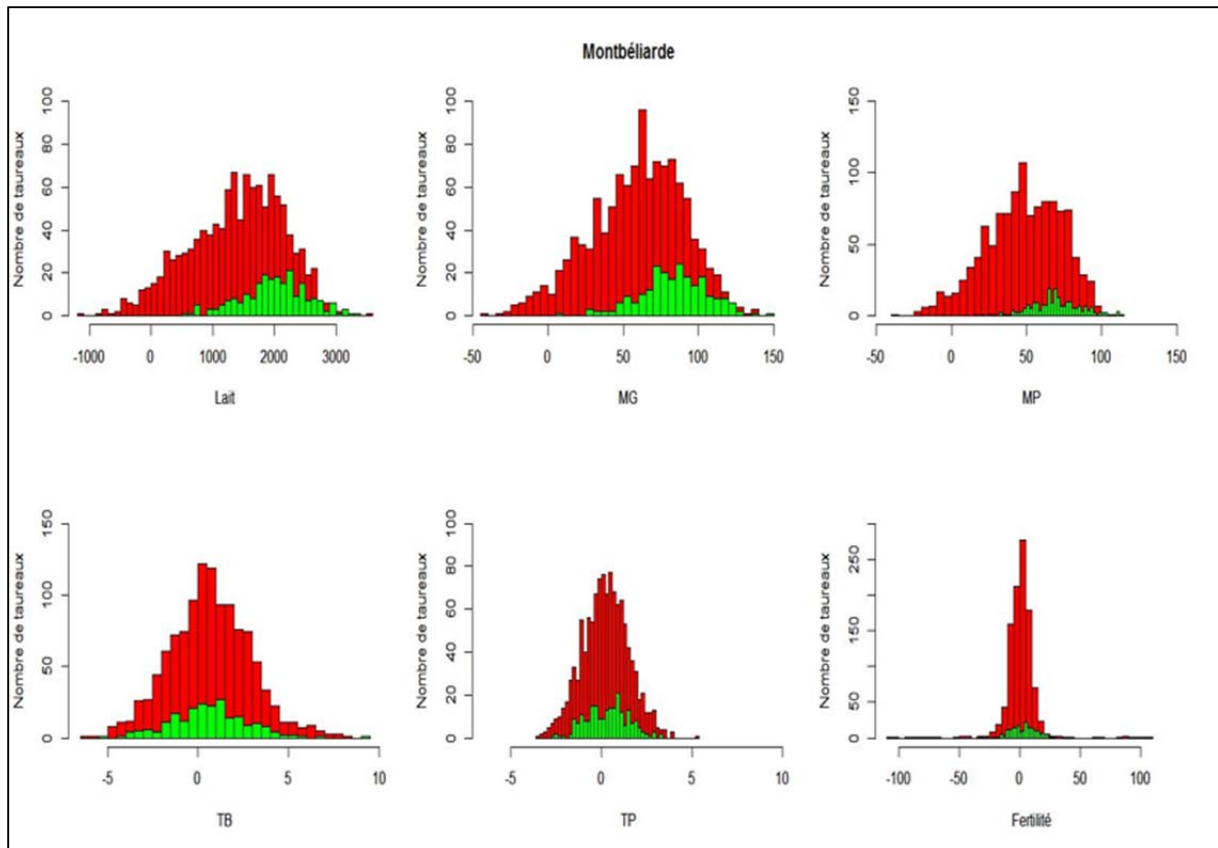 Montbéliarde
Nombre de taureaux
0 20 40 60 80 100
-1000 0 1000 2000 3000
Lait
Nombre de taureaux
0 20 40 60 80 100
-50 0 50 100 150
MG
Nombre de taureaux
0 50 100 150
-50 0 50 100 150
MP
Nombre de taureaux
0 50 100 150
-5 0 5 10
TB
Nombre de taureaux
0 20 40 60 80 100
-5 0 5 10
TP
Nombre de taureaux
0 50 150 250
-100 -50 0 50 100
Fertilité